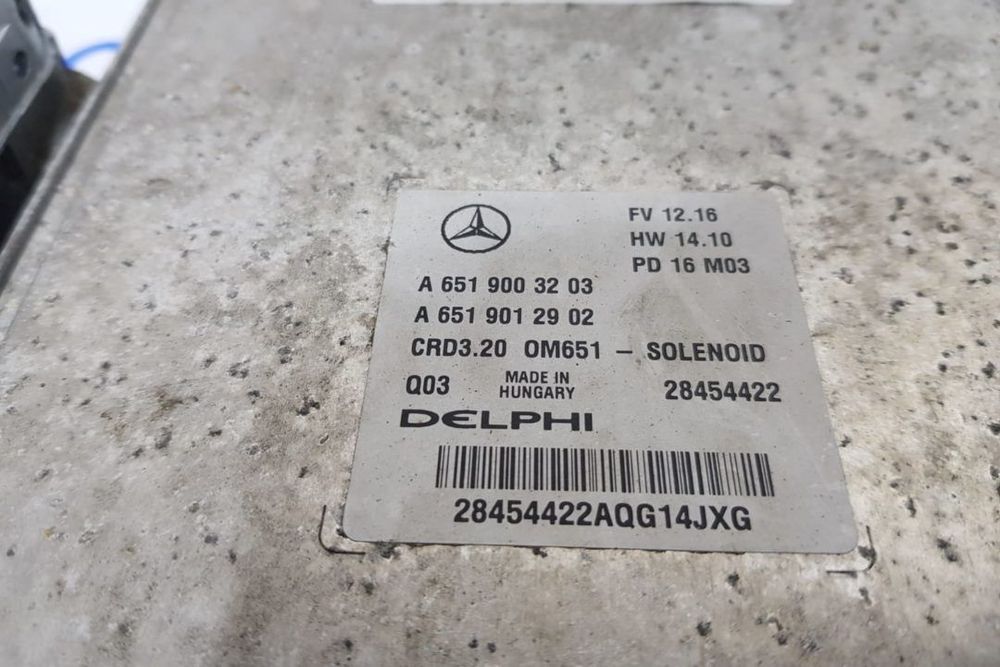 FV 12.16
HW 14.10
PD 16 M03
A 651 900 32 03
A 651 901 29 02
CRD3.20 OM651 - SOLENOID
Q03 MADE IN HUNGARY 28454422
DELPHI
28454422AQG14JXG